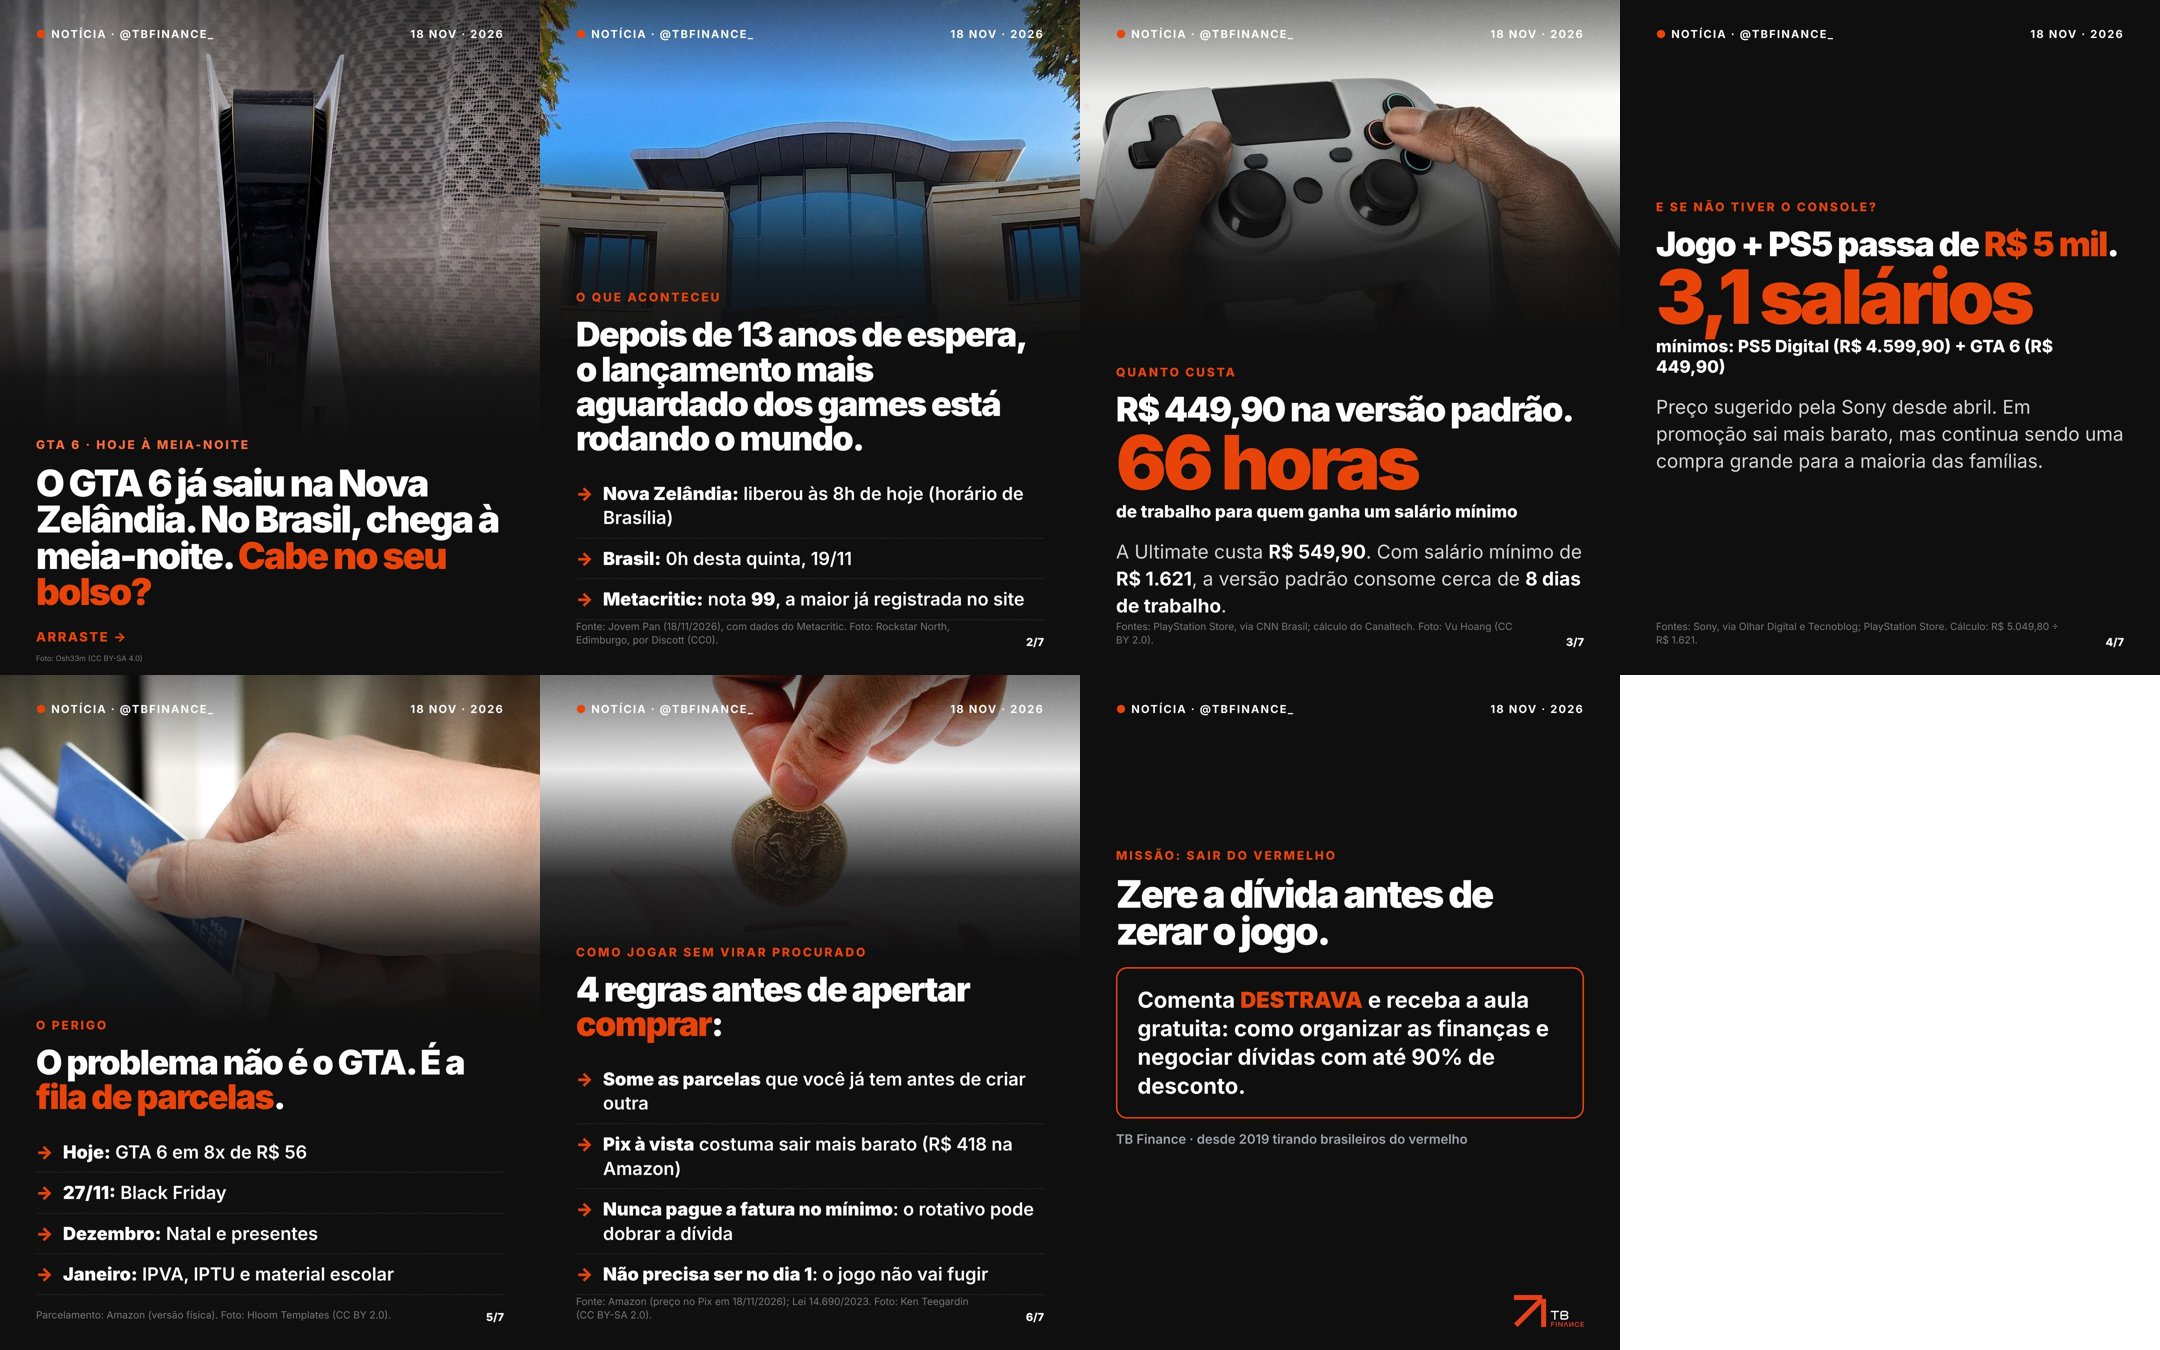 NOTÍCIA · @TBFINANCE_
18 NOV · 2026
GTA 6 · HOJE À MEIA-NOITE
O GTA 6 já saiu na Nova
Zelândia. No Brasil, chega à
meia-noite. Cabe no seu
bolso?
ARRASTE →
Foto: Osh33m (CC BY-SA 4.0)
NOTÍCIA · @TBFINANCE_
18 NOV · 2026
O QUE ACONTECEU
Depois de 13 anos de espera,
o lançamento mais
aguardado dos games está
rodando o mundo.
→ Nova Zelândia: liberou às 8h de hoje (horário de
Brasília)
→ Brasil: 0h desta quinta, 19/11
→ Metacritic: nota 99, a maior já registrada no site
Fonte: Jovem Pan (18/11/2026), com dados do Metacritic. Foto: Rockstar North,
Edimburgo, por Discott (CC0).
2/7
NOTÍCIA · @TBFINANCE_
18 NOV · 2026
QUANTO CUSTA
R$ 449,90 na versão padrão.
66 horas
de trabalho para quem ganha um salário mínimo
A Ultimate custa R$ 549,90. Com salário mínimo de
R$ 1.621, a versão padrão consome cerca de 8 dias
de trabalho.
Fontes: PlayStation Store, via CNN Brasil; cálculo do Canaltech. Foto: Vu Hoang (CC
BY 2.0).
3/7
NOTÍCIA · @TBFINANCE_
18 NOV · 2026
E SE NÃO TIVER O CONSOLE?
Jogo + PS5 passa de R$ 5 mil.
3,1 salários
mínimos: PS5 Digital (R$ 4.599,90) + GTA 6 (R$
449,90)
Preço sugerido pela Sony desde abril. Em
promoção sai mais barato, mas continua sendo uma
compra grande para a maioria das famílias.
Fontes: Sony, via Olhar Digital e Tecnoblog; PlayStation Store. Cálculo: R$ 5.049,80 ÷
R$ 1.621.
4/7
NOTÍCIA · @TBFINANCE_
18 NOV · 2026
O PERIGO
O problema não é o GTA. É a
fila de parcelas.
→ Hoje: GTA 6 em 8x de R$ 56
→ 27/11: Black Friday
→ Dezembro: Natal e presentes
→ Janeiro: IPVA, IPTU e material escolar
Parcelamento: Amazon (versão física). Foto: Hloom Templates (CC BY 2.0).
5/7
NOTÍCIA · @TBFINANCE_
18 NOV · 2026
COMO JOGAR SEM VIRAR PROCURADO
4 regras antes de apertar
comprar:
→ Some as parcelas que você já tem antes de criar
outra
→ Pix à vista costuma sair mais barato (R$ 418 na
Amazon)
→ Nunca pague a fatura no mínimo: o rotativo pode
dobrar a dívida
→ Não precisa ser no dia 1: o jogo não vai fugir
Fonte: Amazon (preço no Pix em 18/11/2026); Lei 14.690/2023. Foto: Ken Teegardin
(CC BY-SA 2.0).
6/7
NOTÍCIA · @TBFINANCE_
18 NOV · 2026
MISSÃO: SAIR DO VERMELHO
Zere a dívida antes de
zerar o jogo.
Comenta DESTRAVA e receba a aula
gratuita: como organizar as finanças e
negociar dívidas com até 90% de
desconto.
TB Finance · desde 2019 tirando brasileiros do vermelho
TB
FINANCE